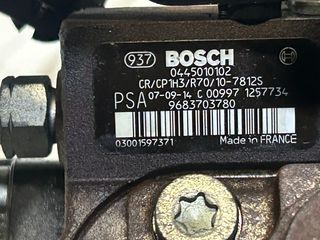 937 BOSCH
0445010102
CR/CP1H3/R70/10-7812S
PSA 07-09-14 C 00997 1257734
9683703780
03001597371 Made in FRANCE